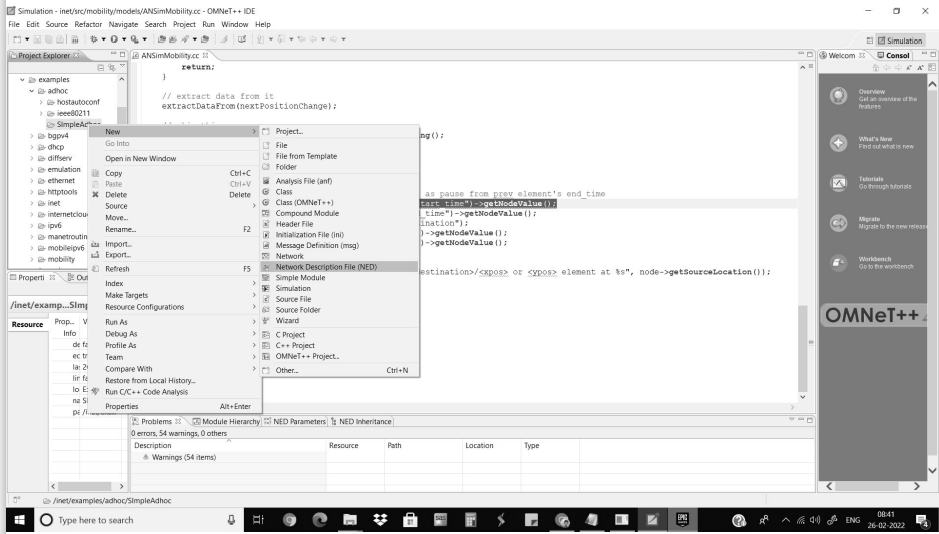 Simulation - inet/src/mobility/models/ANSimMobility.cc - OMNeT++ IDE
File Edit Source Refactor Navigate Search Project Run Window Help
Simulation
Project Explorer
ANSimMobility.cc
Welcom
Consol
examples
adhoc
hostautoconf
ieee80211
SImpleAdhoc
bgpv4
dhcp
diffserv
emulation
ethernet
httptools
inet
internetclou
ipv6
manetroutin
mobileipv6
mobility
return;
}
// extract data from it
extractDataFrom(nextPositionChange);
ng();
as pause from prev element's end_time
tart_time")->getNodeValue();
_time")->getNodeValue();
ination");
)->getNodeValue();
)->getNodeValue();
estination>/<xpos> or <ypos> element at %s", node->getSourceLocation());
New
Go Into
Open in New Window
Copy Ctrl+C
Paste Ctrl+V
Delete Delete
Source
Move...
Rename... F2
Import...
Export...
Refresh F5
Index
Make Targets
Resource Configurations
Run As
Debug As
Profile As
Team
Compare With
Restore from Local History...
Run C/C++ Code Analysis
Properties Alt+Enter
Project...
File
File from Template
Folder
Analysis File (anf)
Class
Class (OMNeT++)
Compound Module
Header File
Initialization File (ini)
Message Definition (msg)
Network
Network Description File (NED)
Simple Module
Simulation
Source File
Source Folder
Wizard
C Project
C++ Project
OMNeT++ Project...
Other... Ctrl+N
Overview
Get an overview of the features
What's New
Find out what is new
Tutorials
Go through tutorials
Migrate
Migrate to the new release
Workbench
Go to the workbench
OMNeT++
Properti
Out
/inet/examp...SImp
Resource
Prop... V
Info
de fa
ec tr
la: 2
lir fa
lo E:
na SI
pa /i
Problems Module Hierarchy NED Parameters NED Inheritance
0 errors, 54 warnings, 0 others
Description Resource Path Location Type
Warnings (54 items)
/inet/examples/adhoc/SImpleAdhoc
Type here to search
EPIC
ENG
08:41
26-02-2022
4